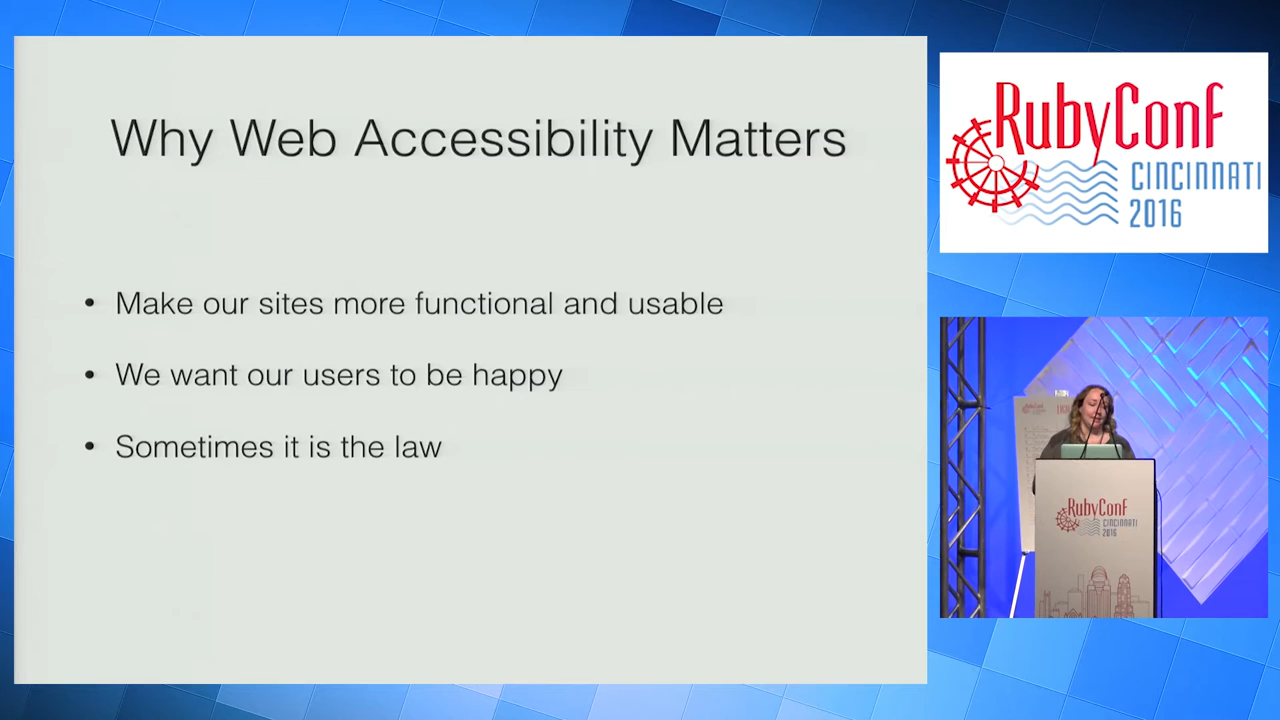 Why Web Accessibility Matters
• Make our sites more functional and usable
• We want our users to be happy
• Sometimes it is the law
RubyConf
CINCINNATI
2016
RubyConf
CINCINNATI
2016